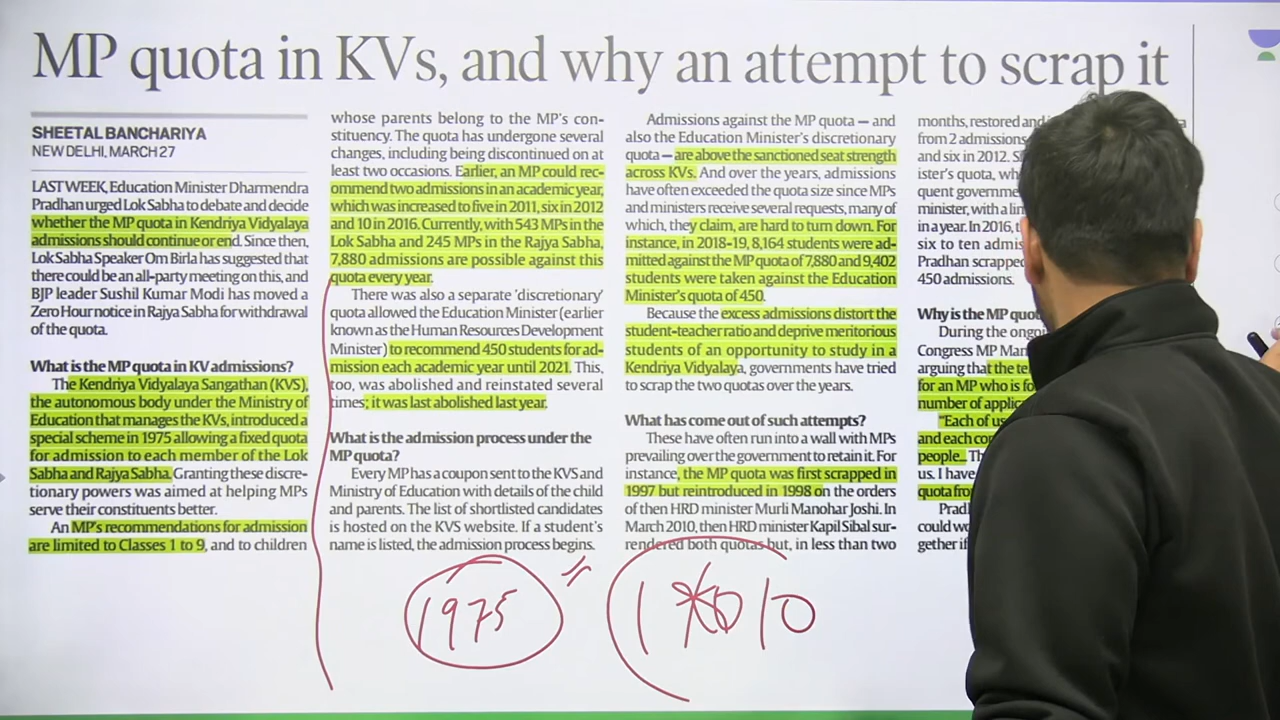 MP quota in KVs, and why an attempt to scrap it
SHEETAL BANCHARIYA
NEW DELHI, MARCH 27
LAST WEEK, Education Minister Dharmendra
Pradhan urged Lok Sabha to debate and decide
whether the MP quota in Kendriya Vidyalaya
admissions should continue or end. Since then,
Lok Sabha Speaker Om Birla has suggested that
there could be an all-party meeting on this, and
BJP leader Sushil Kumar Modi has moved a
Zero Hour notice in Rajya Sabha for withdrawal
of the quota.
What is the MP quota in KV admissions?
The Kendriya Vidyalaya Sangathan (KVS),
the autonomous body under the Ministry of
Education that manages the KVs, introduced a
special scheme in 1975 allowing a fixed quota
for admission to each member of the Lok
Sabha and Rajya Sabha. Granting these discre-
tionary powers was aimed at helping MPs
serve their constituents better.
An MP's recommendations for admission
are limited to Classes 1 to 9, and to children
whose parents belong to the MP's con-
stituency. The quota has undergone several
changes, including being discontinued on at
least two occasions. Earlier, an MP could rec-
ommend two admissions in an academic year,
which was increased to five in 2011, six in 2012
and 10 in 2016. Currently, with 543 MPs in the
Lok Sabha and 245 MPs in the Rajya Sabha,
7,880 admissions are possible against this
quota every year.
There was also a separate 'discretionary'
quota allowed the Education Minister (earlier
known as the Human Resources Development
Minister) to recommend 450 students for ad-
mission each academic year until 2021. This,
too, was abolished and reinstated several
times; it was last abolished last year.
What is the admission process under the
MP quota?
Every MP has a coupon sent to the KVS and
Ministry of Education with details of the child
and parents. The list of shortlisted candidates
is hosted on the KVS website. If a student's
name is listed, the admission process begins.
Admissions against the MP quota — and
also the Education Minister's discretionary
quota — are above the sanctioned seat strength
across KVs. And over the years, admissions
have often exceeded the quota size since MPs
and ministers receive several requests, many of
which, they claim, are hard to turn down. For
instance, in 2018-19, 8,164 students were ad-
mitted against the MP quota of 7,880 and 9,402
students were taken against the Education
Minister's quota of 450.
Because the excess admissions distort the
student-teacher ratio and deprive meritorious
students of an opportunity to study in a
Kendriya Vidyalaya, governments have tried
to scrap the two quotas over the years.
What has come out of such attempts?
These have often run into a wall with MPs
prevailing over the government to retain it. For
instance, the MP quota was first scrapped in
1997 but reintroduced in 1998 on the orders
of then HRD minister Murli Manohar Joshi. In
March 2010, then HRD minister Kapil Sibal sur-
rendered both quotas but, in less than two
months, restored and
from 2 admissions
and six in 2012.
ister's quota,
quent governme
minister, with a
in a year. In 2016,
six to ten admis
Pradhan scrapped
450 admissions.
Why is the MP
During the
Congress MP
arguing that the
for an MP who is
number of applic
"Each of us
and each
people...
us. I have
quota
could
gether if
1975
10